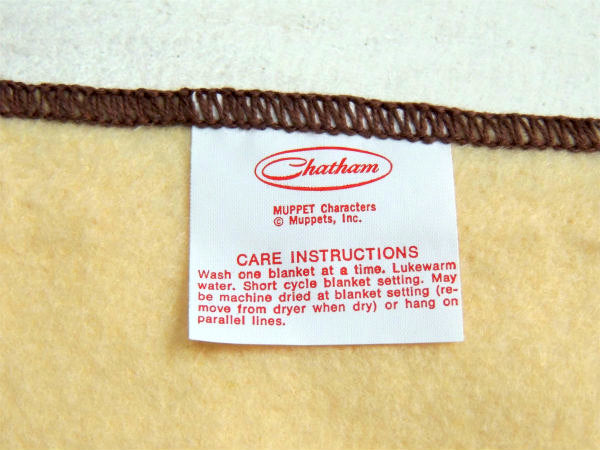 Chatham
MUPPET Characters
© Muppets, Inc.
CARE INSTRUCTIONS
Wash one blanket at a time. Lukewarm
water. Short cycle blanket setting. May
be machine dried at blanket setting (re-
move from dryer when dry) or hang on
parallel lines.